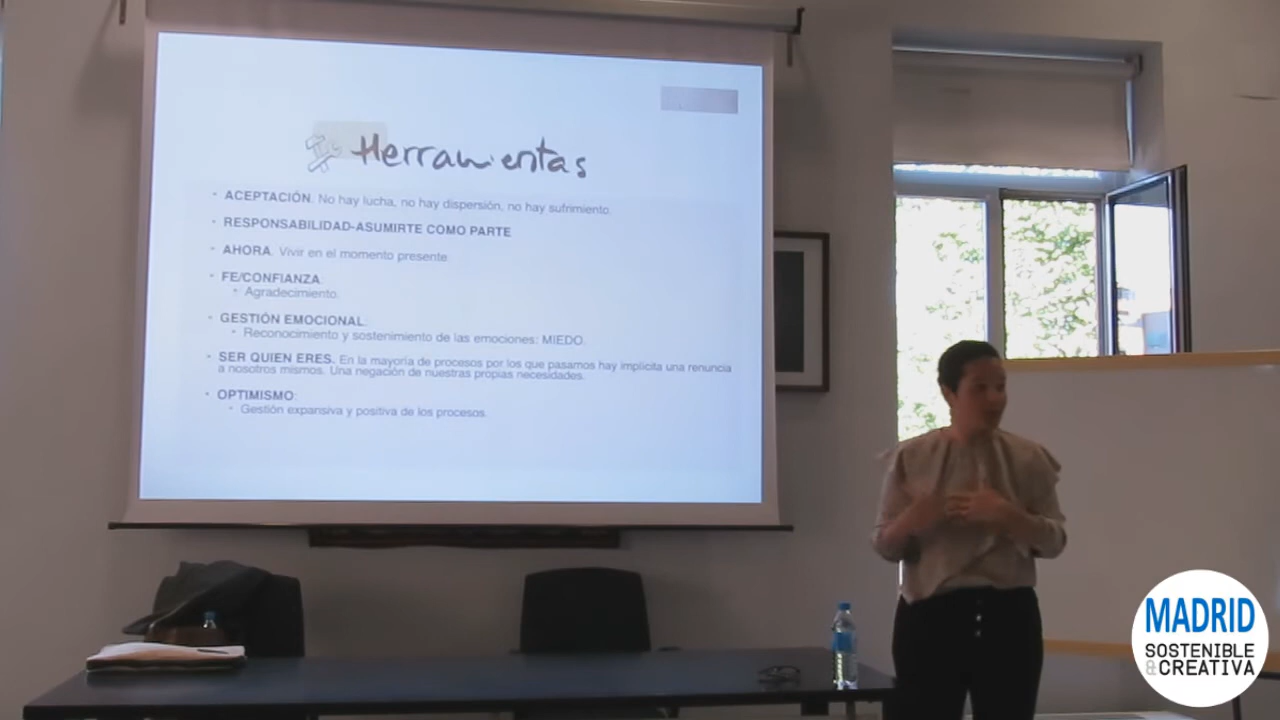 Herramientas
• ACEPTACIÓN. No hay lucha, no hay dispersión, no hay sufrimiento.
• RESPONSABILIDAD-ASUMIRTE COMO PARTE
• AHORA. Vivir en el momento presente.
• FE/CONFIANZA:
• Agradecimiento.
• GESTIÓN EMOCIONAL:
• Reconocimiento y sostenimiento de las emociones: MIEDO.
• SER QUIEN ERES. En la mayoría de procesos por los que pasamos hay implícita una renuncia
a nosotros mismos. Una negación de nuestras propias necesidades.
• OPTIMISMO:
• Gestión expansiva y positiva de los procesos.
MADRID
SOSTENIBLE
&CREATIVA